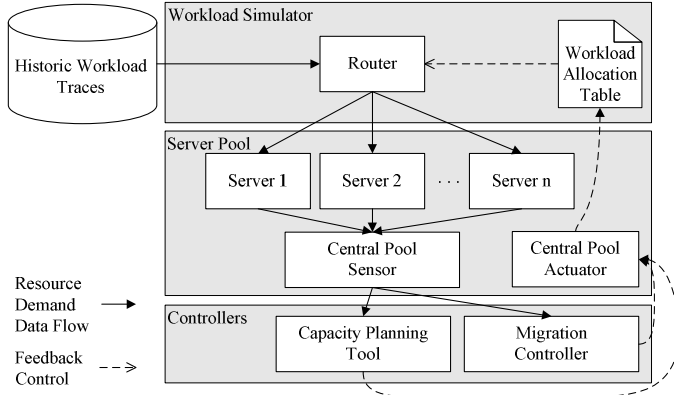 Workload Simulator
Historic Workload
Traces
Router
Workload
Allocation
Table
Server Pool
Server 1
Server 2
. . .
Server n
Central Pool
Sensor
Central Pool
Actuator
Resource
Demand
Data Flow
Feedback
Control
Controllers
Capacity Planning
Tool
Migration
Controller